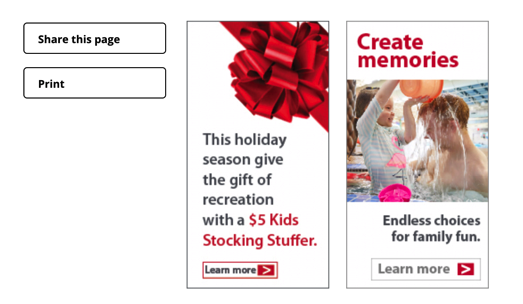 Share this page
Print
This holiday
season give
the gift of
recreation
with a $5 Kids
Stocking Stuffer.
Learn more
Create
memories
Endless choices
for family fun.
Learn more